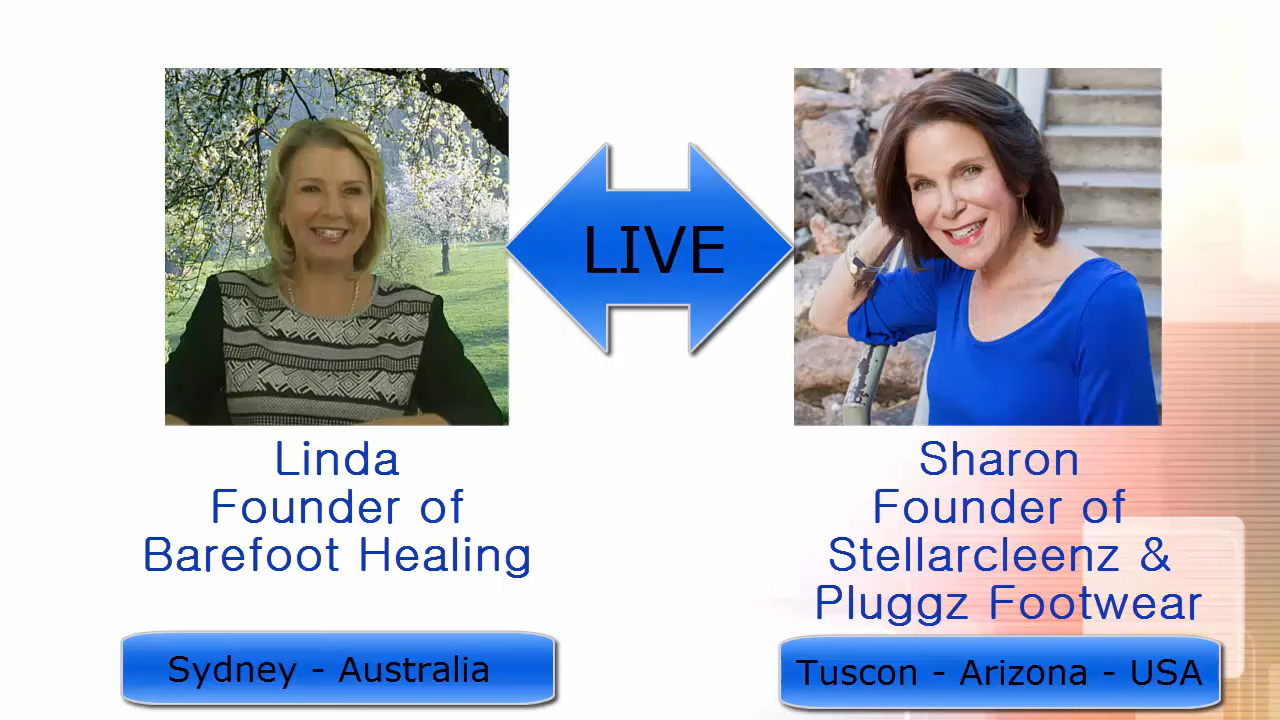 LIVE
Linda
Founder of
Barefoot Healing
Sydney - Australia
Sharon
Founder of
Stellarcleenz &
Pluggz Footwear
Tuscon - Arizona - USA